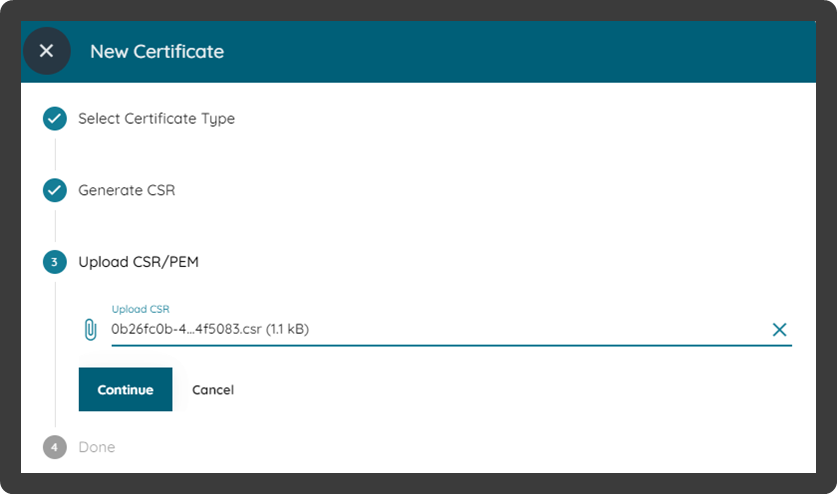 New Certificate
Select Certificate Type
Generate CSR
3 Upload CSR/PEM
Upload CSR
0b26fc0b-4...4f5083.csr (1.1 kB)
Continue Cancel
4 Done